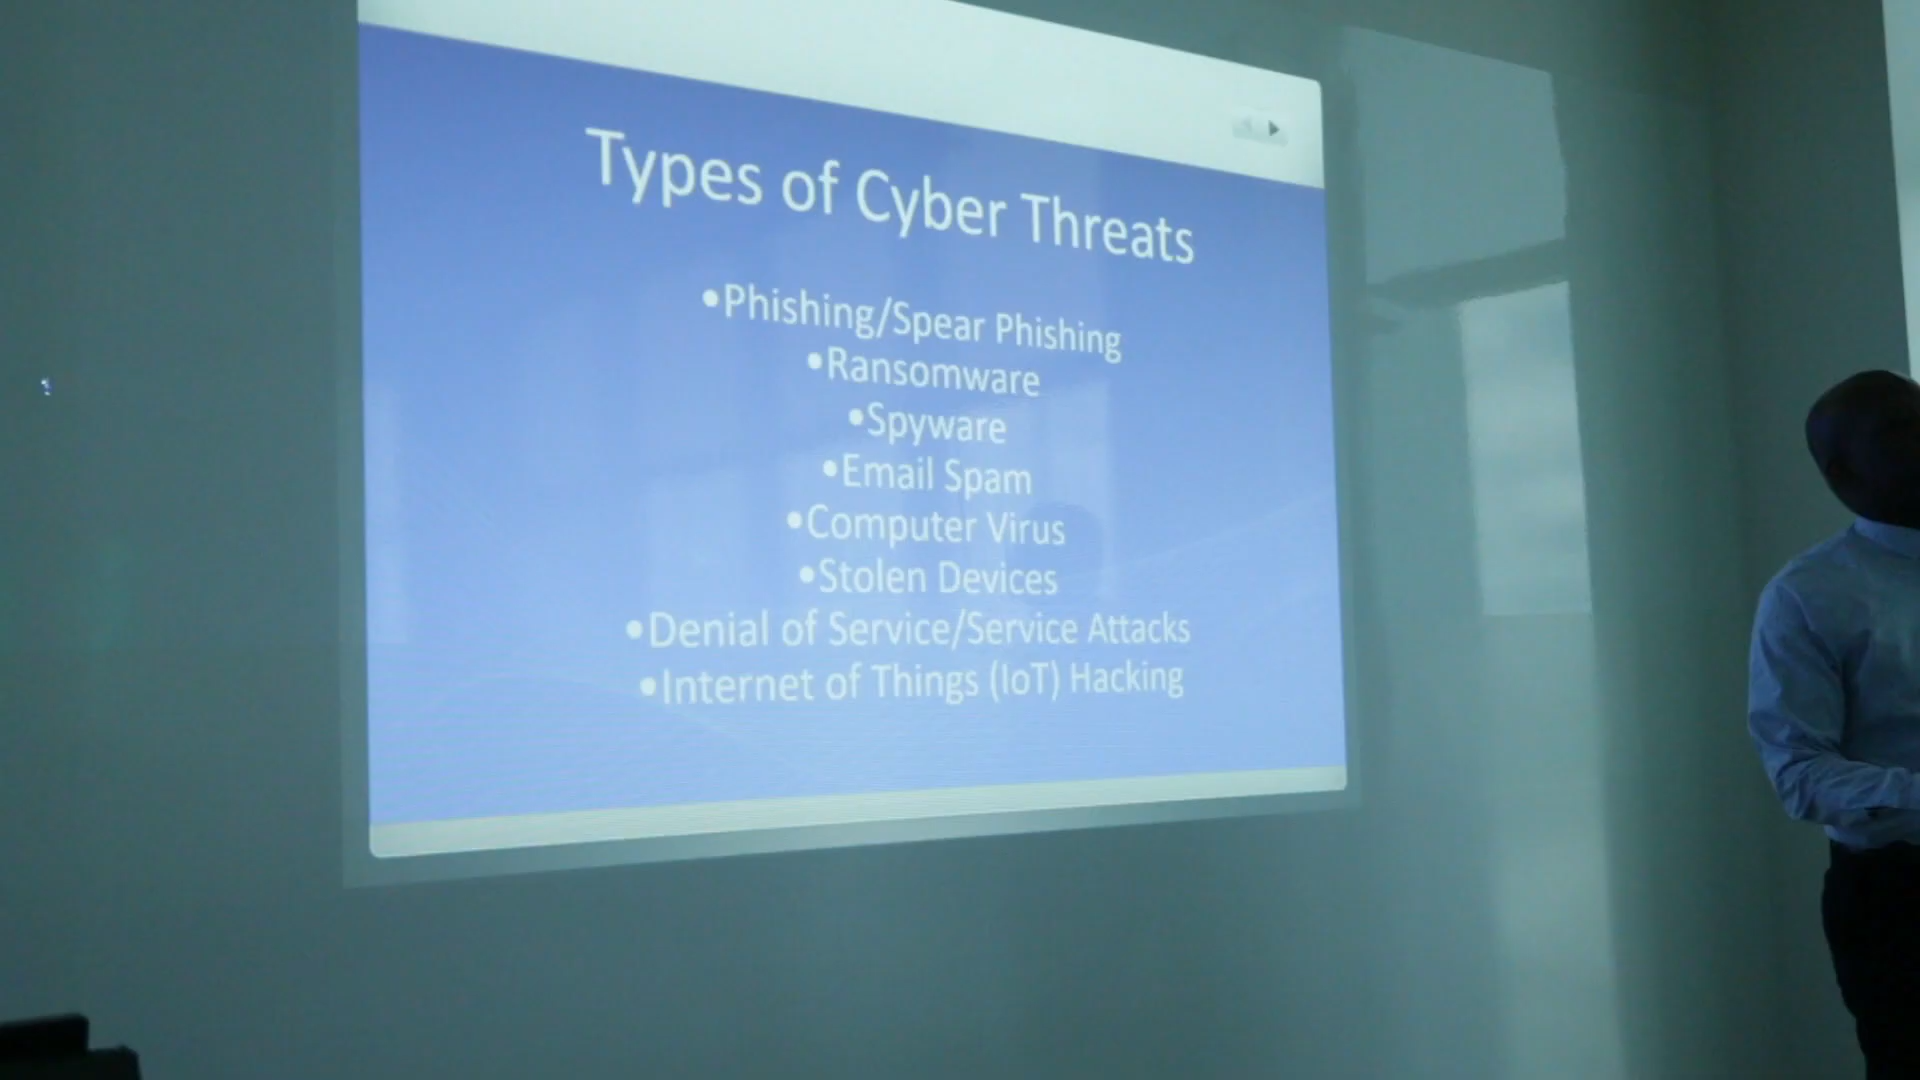 Types of Cyber Threats
•Phishing/Spear Phishing
•Ransomware
•Spyware
•Email Spam
•Computer Virus
•Stolen Devices
•Denial of Service/Service Attacks
•Internet of Things (IoT) Hacking